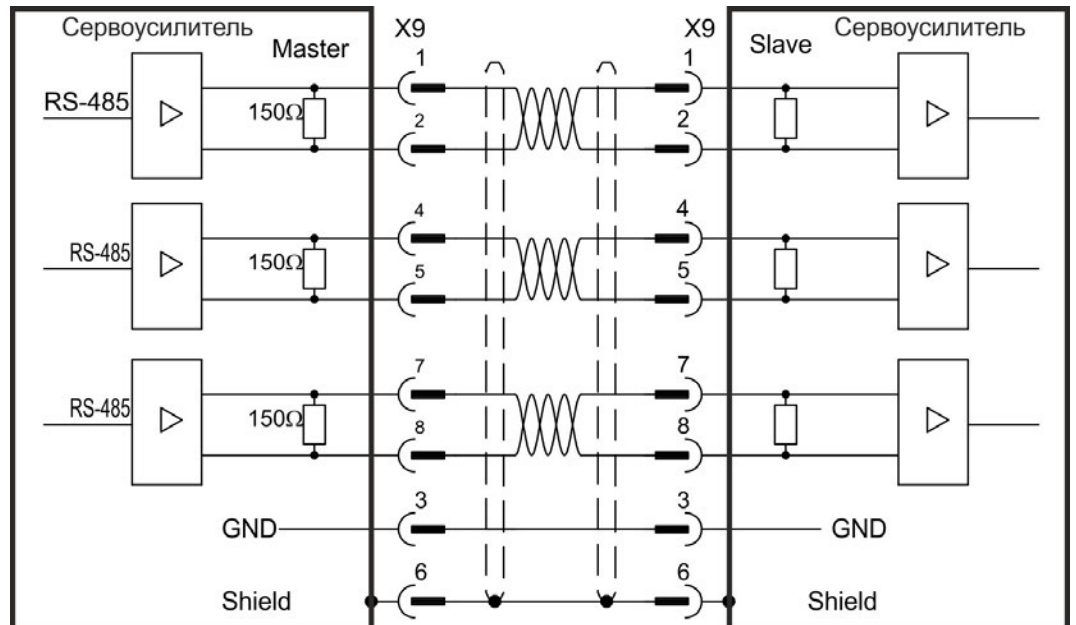 Сервоусилитель
Master
X9
X9
Slave
Сервоусилитель
1
1
RS-485
150Ω
2
2
4
4
RS-485
150Ω
5
5
7
7
RS-485
150Ω
8
8
3
3
GND
GND
6
6
Shield
Shield